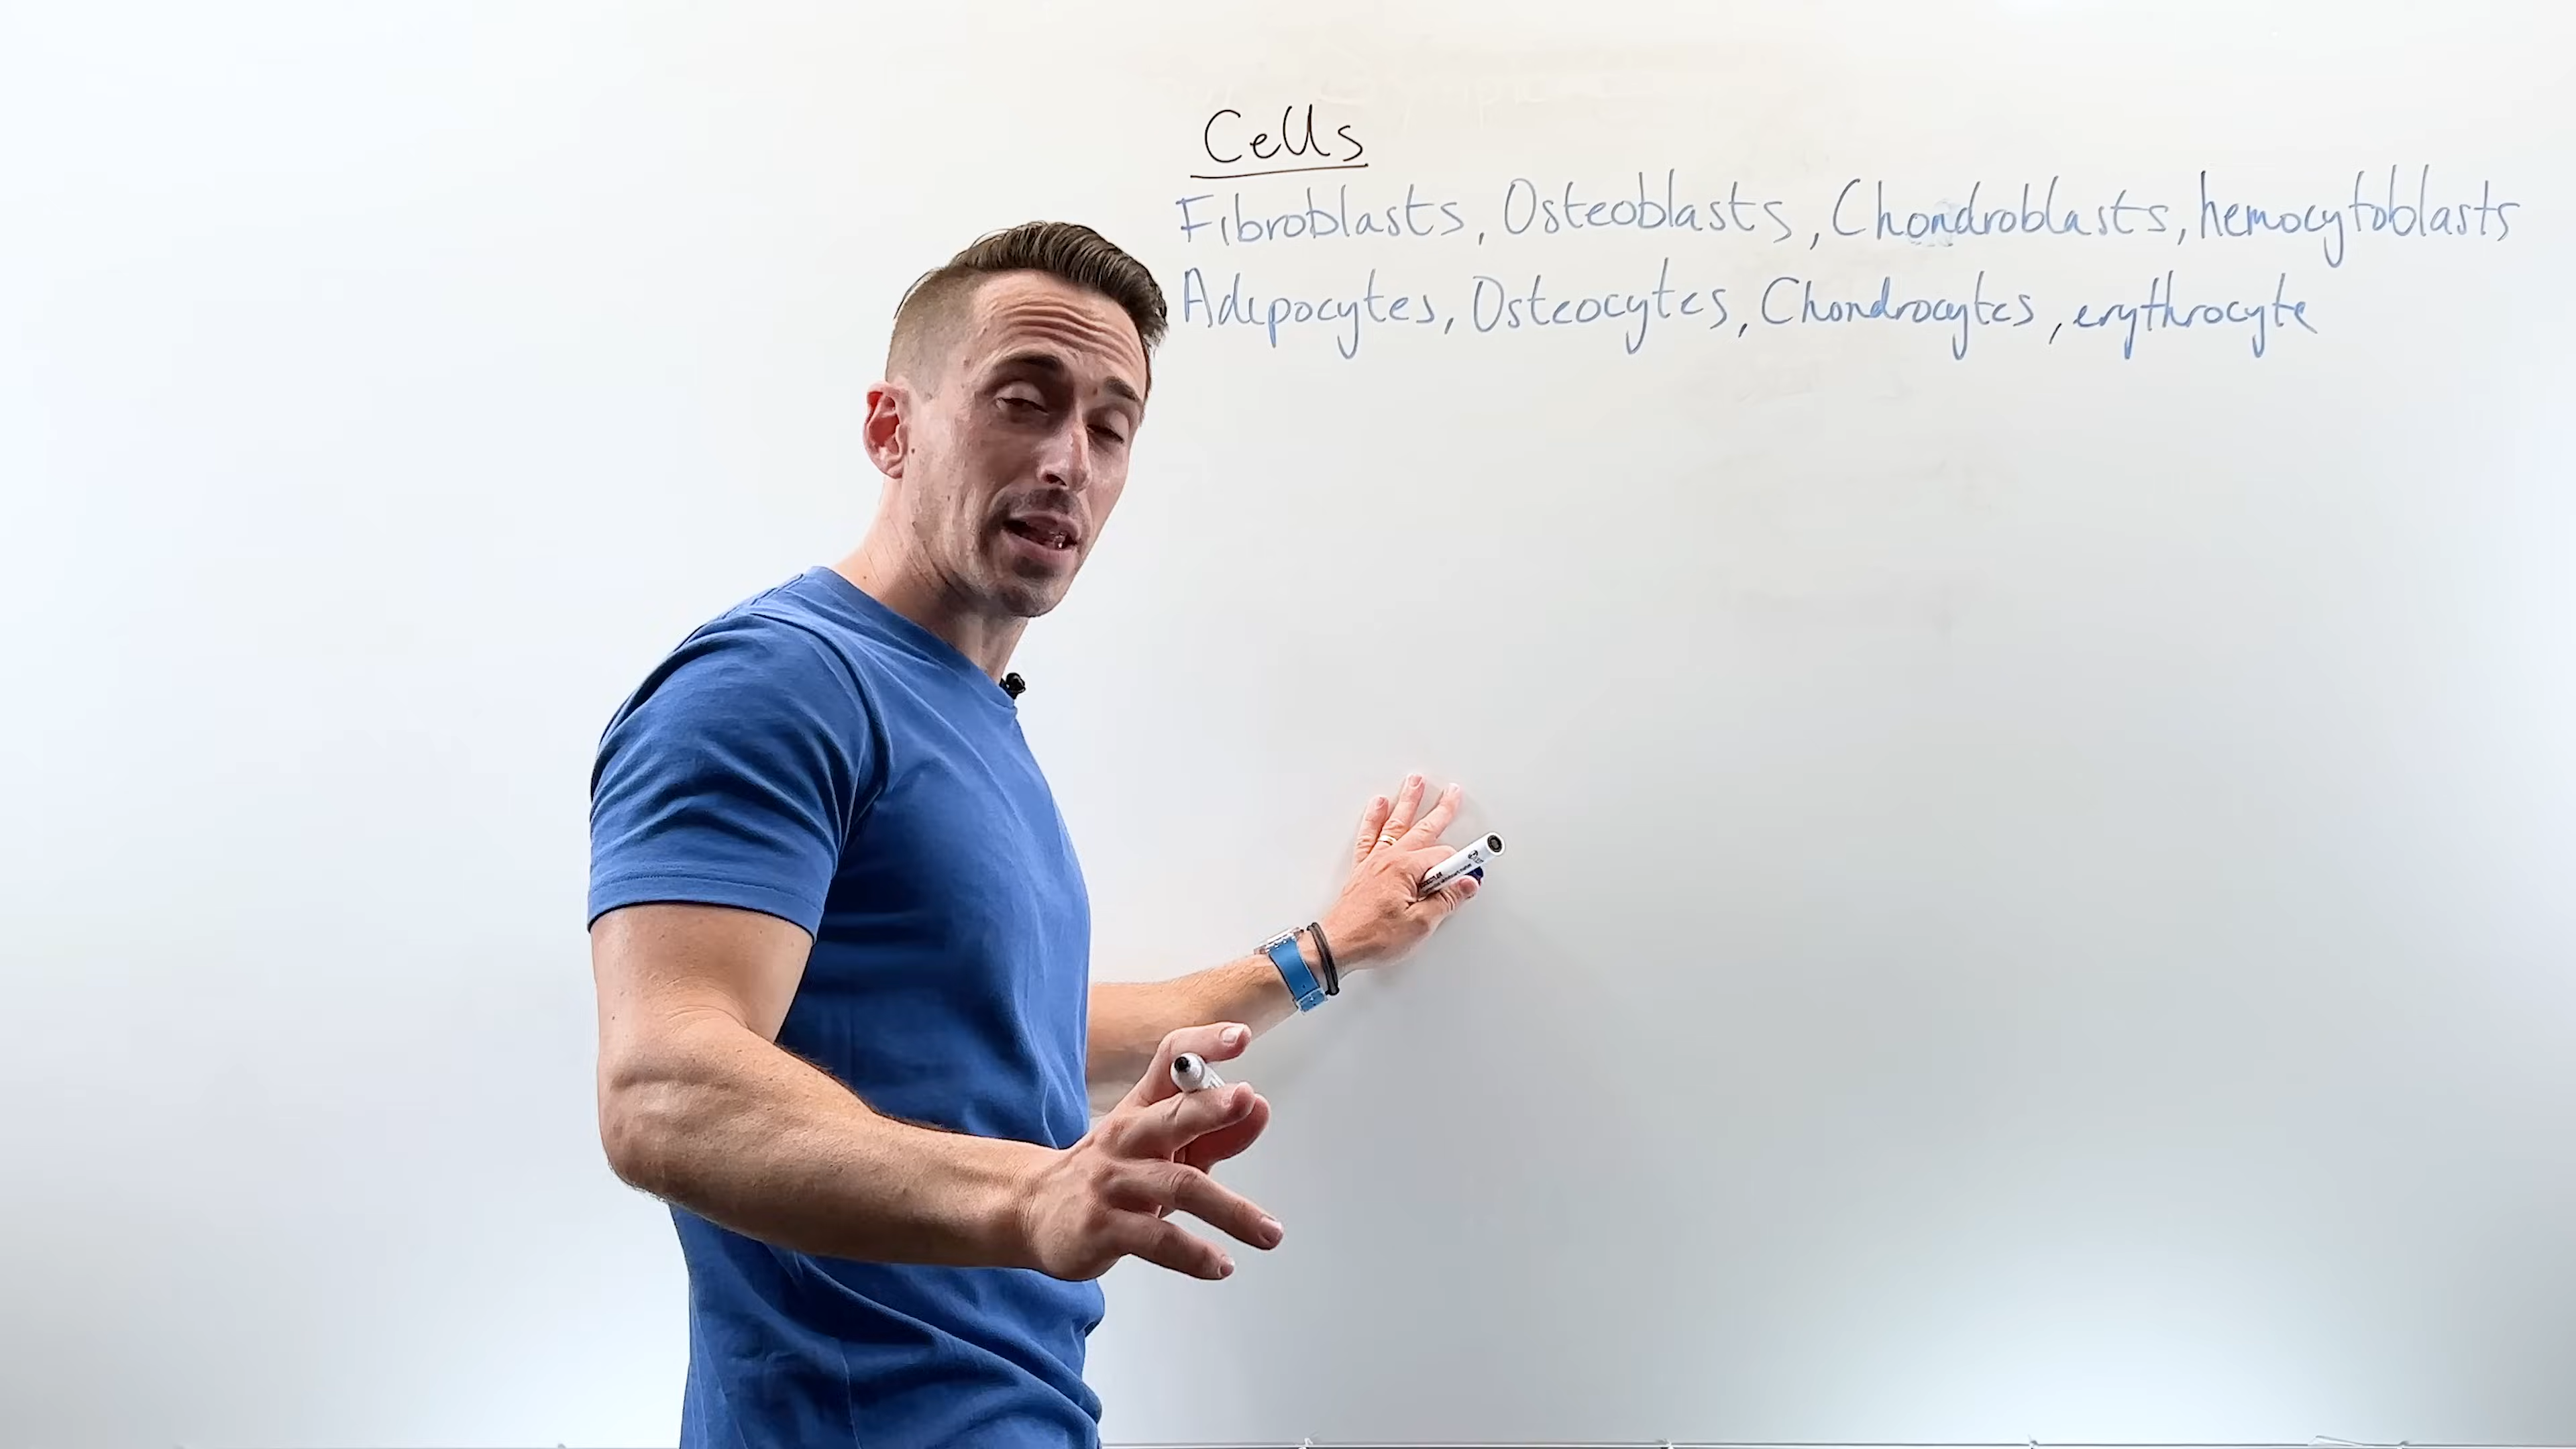 Cells
Fibroblasts, Osteoblasts, Chondroblasts, hemocytoblasts
Adipocytes, Osteocytes, Chondrocytes, erythrocyte